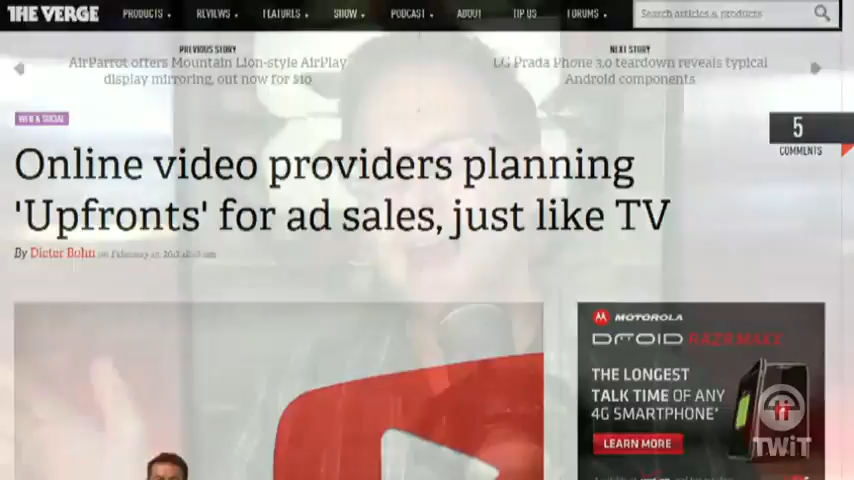 THE VERGE PRODUCTS REVIEWS FEATURES SHOW PODCAST ABOUT TIP US FORUMS Search articles & products
PREVIOUS STORY
AirParrot offers Mountain Lion-style AirPlay
display mirroring, out now for $10
NEXT STORY
LG Prada Phone 3.0 teardown reveals typical
Android components
WEB & SOCIAL
5
COMMENTS
Online video providers planning
'Upfronts' for ad sales, just like TV
By Dieter Bohn on February
MOTOROLA
DROID RAZR MAXX
THE LONGEST
TALK TIME OF ANY
4G SMARTPHONE*
LEARN MORE
TWiT